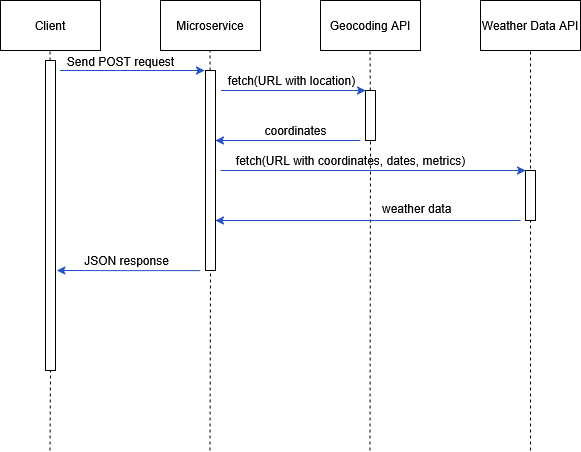 Client
Microservice
Geocoding API
Weather Data API
Send POST request
fetch(URL with location)
coordinates
fetch(URL with coordinates, dates, metrics)
weather data
JSON response